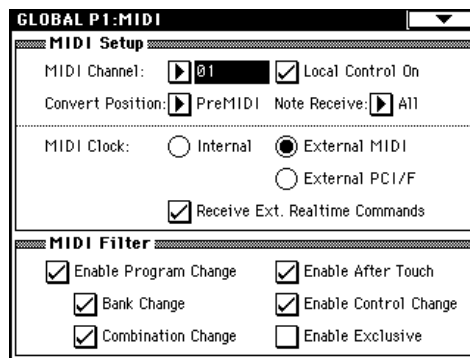 GLOBAL P1:MIDI
MIDI Setup
MIDI Channel: 01 Local Control On
Convert Position: PreMIDI Note Receive: All
MIDI Clock: Internal External MIDI
External PCI/F
Receive Ext. Realtime Commands
MIDI Filter
Enable Program Change Enable After Touch
Bank Change Enable Control Change
Combination Change Enable Exclusive